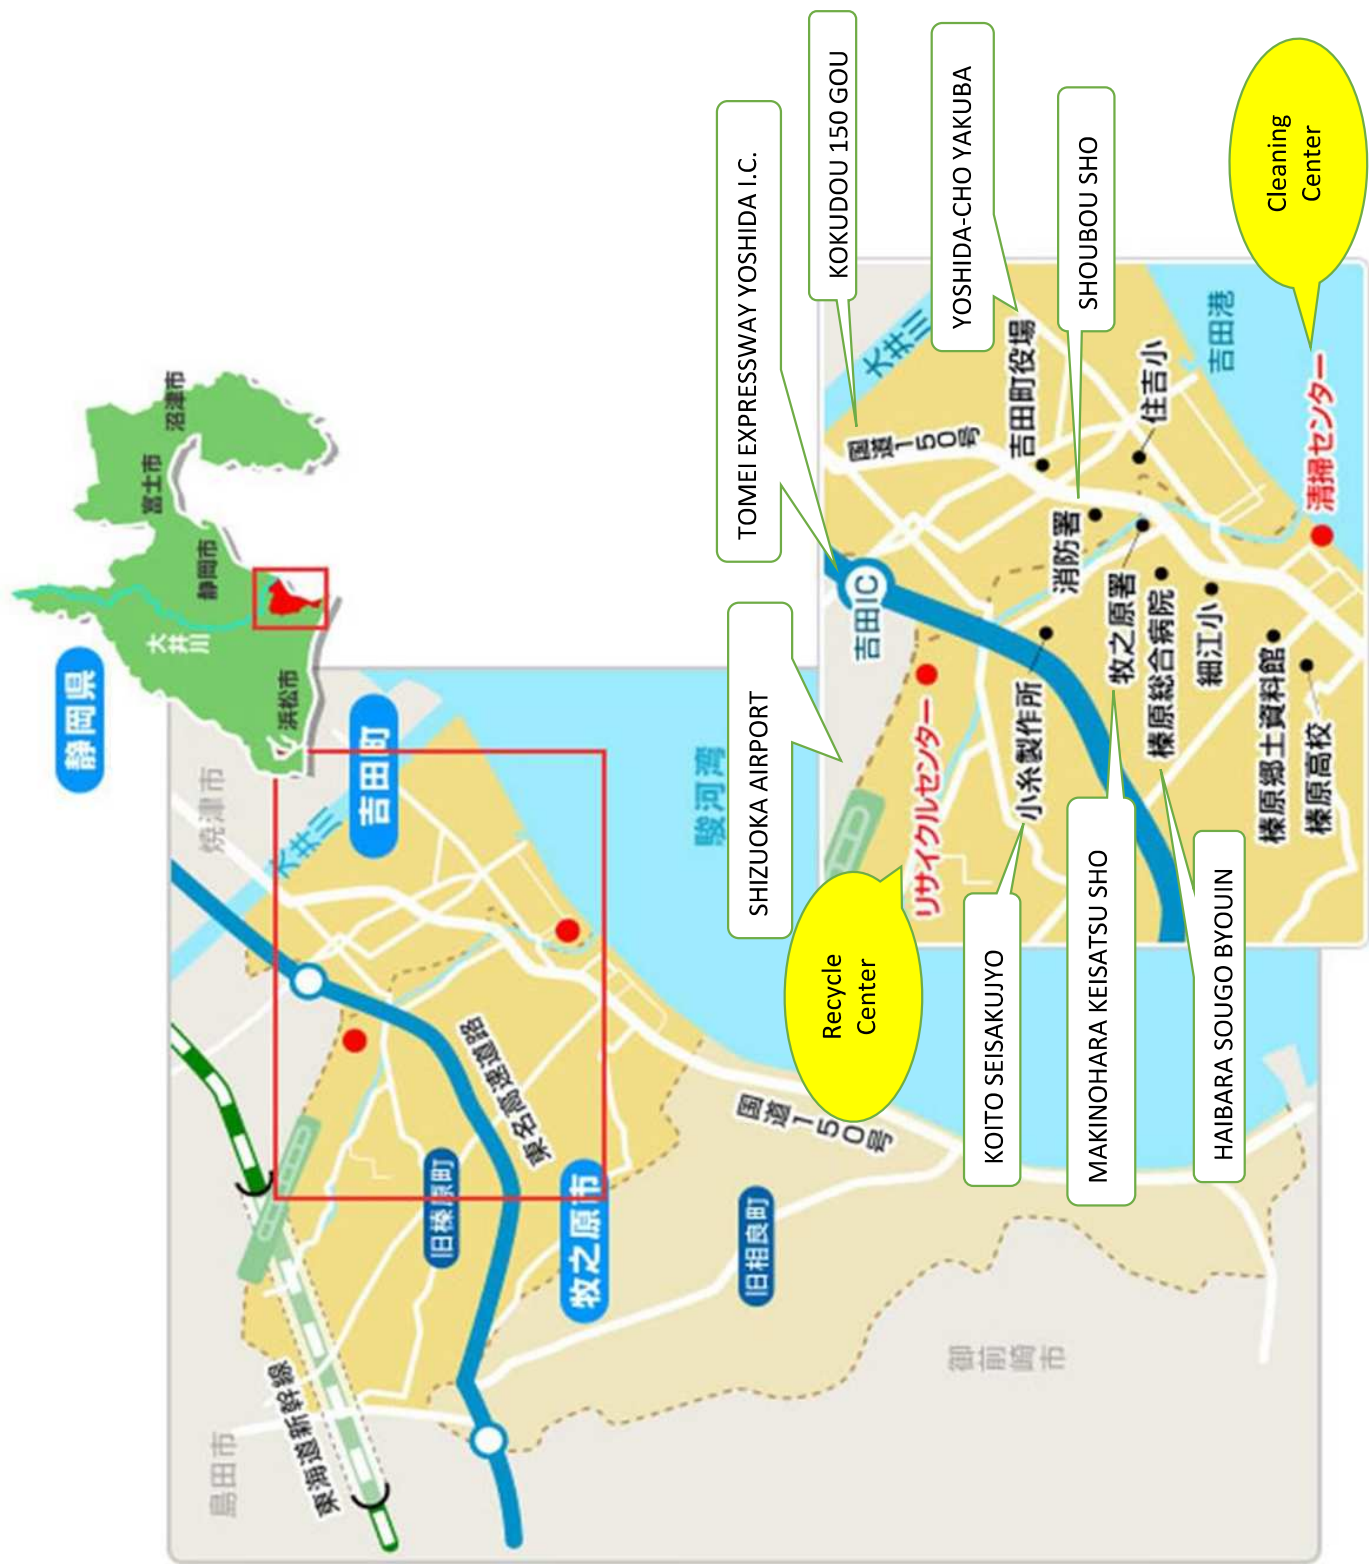 静岡県
沼津市
富士市
静岡市
大井川
浜松市
焼津市
大井川
吉田町
駿河湾
東名高速道路
旧榛原町
牧之原市
国道150号
旧相良町
御前崎市
島田市
東海道新幹線
TOMEI EXPRESSWAY YOSHIDA I.C.
KOKUDOU 150 GOU
YOSHIDA-CHO YAKUBA
SHOUBOU SHO
Cleaning
Center
SHIZUOKA AIRPORT
Recycle
Center
KOITO SEISAKUJYO
MAKINOHARA KEISATSU SHO
HAIBARA SOUGO BYOUIN
大井川
国道150号
吉田町役場
住吉小
吉田港
清掃センター
吉田IC
消防署
牧之原署
榛原総合病院
細江小
リサイクルセンター
小糸製作所
榛原郷土資料館
榛原高校